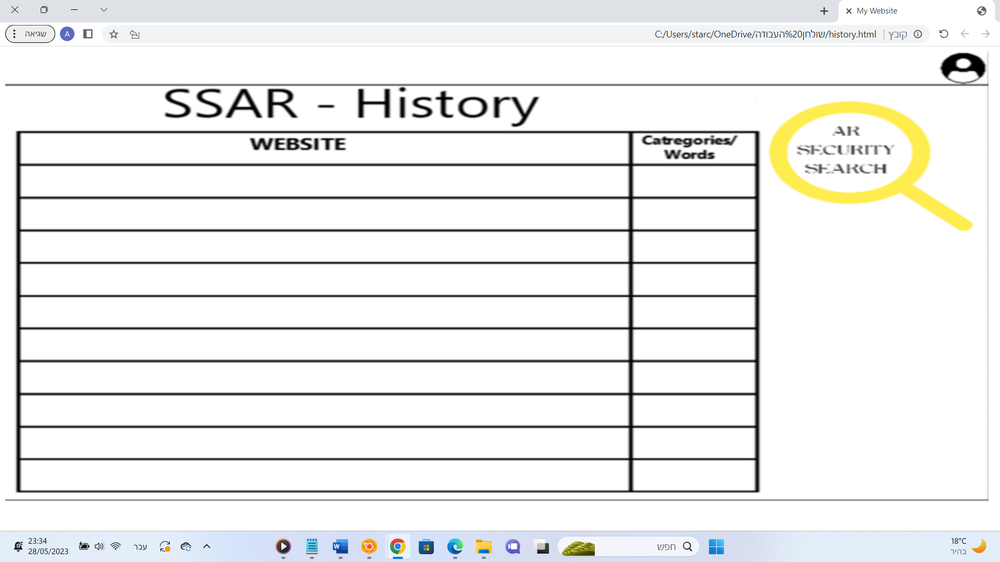 My Website
שגיאה
A
C:/Users/starc/OneDrive/שולחן%20העבודה/history.html
קובץ
SSAR - History
WEBSITE
Catregories/
Words
AR
SECURITY
SEARCH
23:34
28/05/2023
עבר
חפש
18°C
בהיר